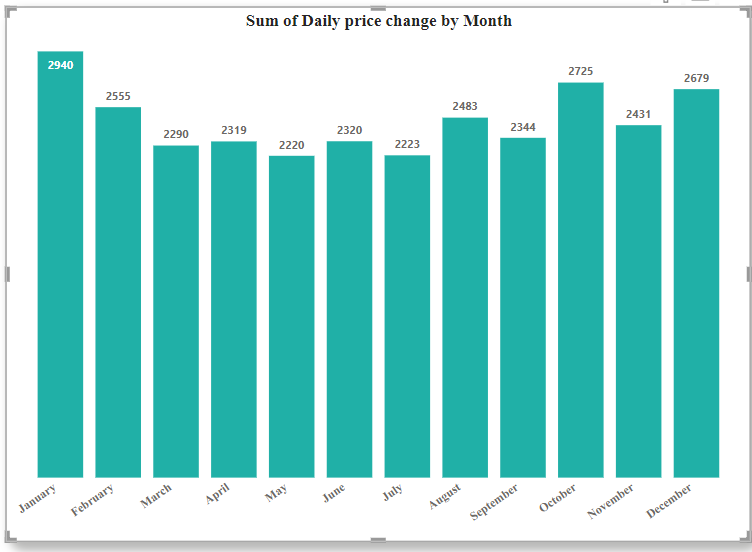 Sum of Daily price change by Month
2940
2555
2290
2319
2220
2320
2223
2483
2344
2725
2431
2679
January
February
March
April
May
June
July
August
September
October
November
December